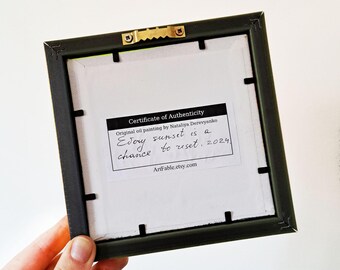 Certificate of Authenticity
Original oil painting by Nataliya Derevyanko
Every sunset is a
chance to reset. 2024
ArtFable.etsy.com